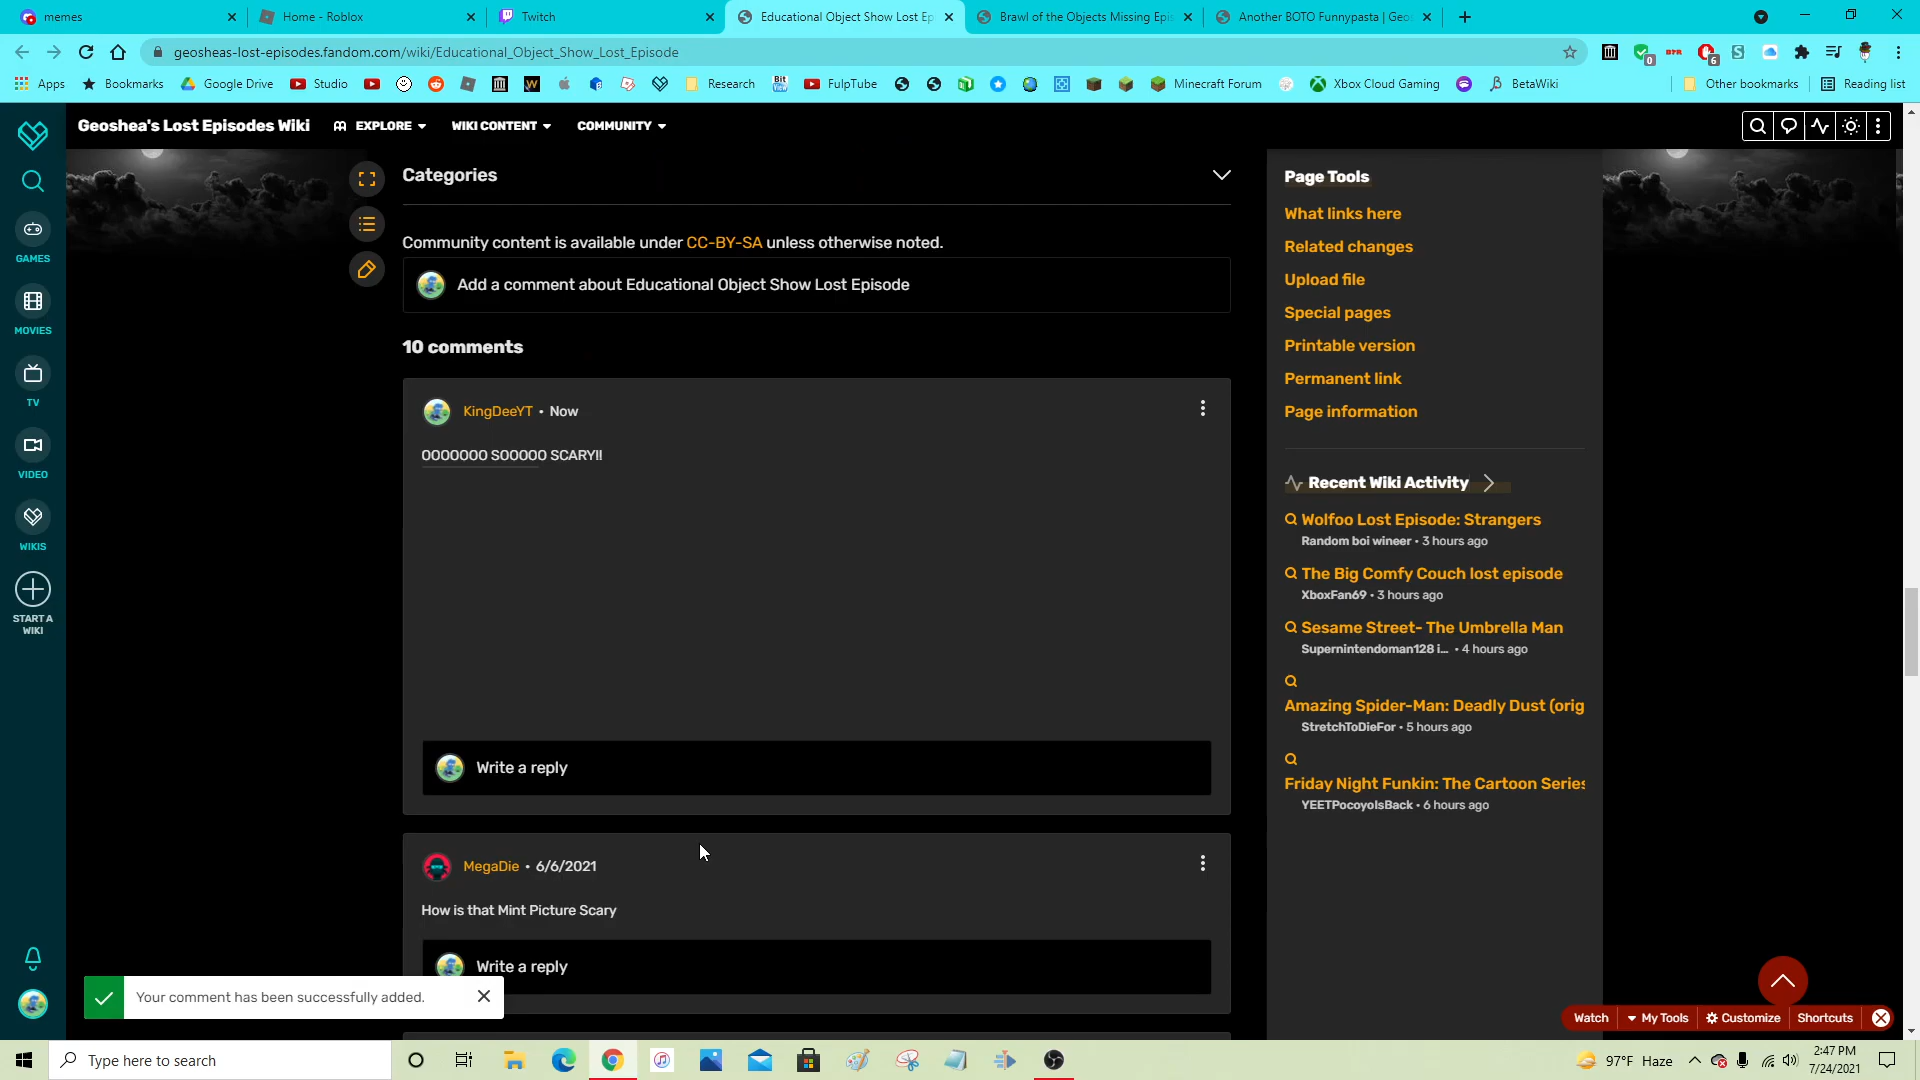 memes
Home - Roblox
Twitch
Educational Object Show Lost Ep
Brawl of the Objects Missing Epis
Another BOTO Funnypasta | Geos
geosheas-lost-episodes.fandom.com/wiki/Educational_Object_Show_Lost_Episode
Apps
Bookmarks
Google Drive
Studio
Research
FulpTube
Minecraft Forum
Xbox Cloud Gaming
BetaWiki
Other bookmarks
Reading list
Geoshea's Lost Episodes Wiki
EXPLORE
WIKI CONTENT
COMMUNITY
GAMES
MOVIES
TV
VIDEO
WIKIS
START A
WIKI
Categories
Community content is available under CC-BY-SA unless otherwise noted.
Add a comment about Educational Object Show Lost Episode
10 comments
KingDeeYT • Now
OOOOOOO SOOOOO SCARY!!
Write a reply
MegaDie • 6/6/2021
How is that Mint Picture Scary
Write a reply
Your comment has been successfully added.
Page Tools
What links here
Related changes
Upload file
Special pages
Printable version
Permanent link
Page information
Recent Wiki Activity
Wolfoo Lost Episode: Strangers
Random boi wineer • 3 hours ago
The Big Comfy Couch lost episode
XboxFan69 • 3 hours ago
Sesame Street- The Umbrella Man
Supernintendoman128 i... • 4 hours ago
Amazing Spider-Man: Deadly Dust (orig
StretchToDieFor • 5 hours ago
Friday Night Funkin: The Cartoon Series
YEETPocoyoIsBack • 6 hours ago
Watch
My Tools
Customize
Shortcuts
Type here to search
97°F Haze
2:47 PM
7/24/2021